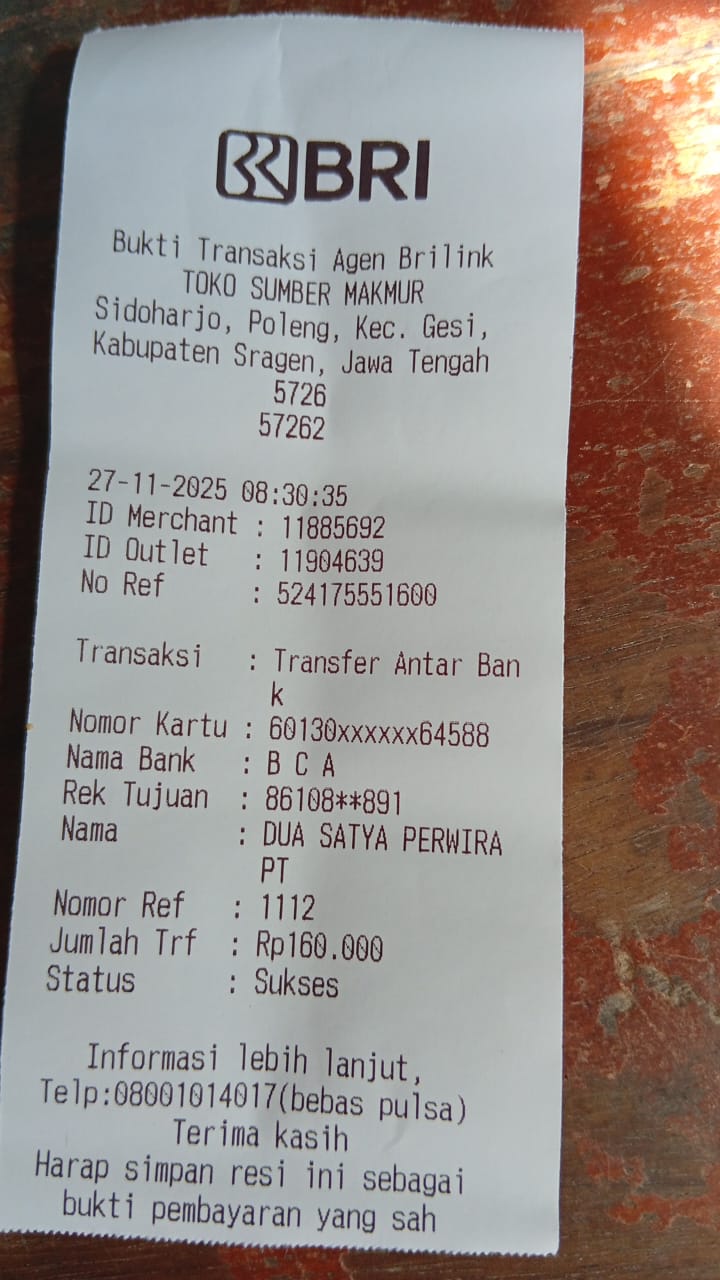 BRI
Bukti Transaksi Agen Brilink
TOKO SUMBER MAKMUR
Sidoharjo, Poleng, Kec. Gesi,
Kabupaten Sragen, Jawa Tengah
5726
57262
27-11-2025 08:30:35
ID Merchant : 11885692
ID Outlet : 11904639
No Ref : 524175551600
Transaksi : Transfer Antar Ban
k
Nomor Kartu : 60130xxxxxx64588
Nama Bank : B C A
Rek Tujuan : 86108**891
Nama : DUA SATYA PERWIRA
PT
Nomor Ref : 1112
Jumlah Trf : Rp160.000
Status : Sukses
Informasi lebih lanjut,
Telp:08001014017(bebas pulsa)
Terima kasih
Harap simpan resi ini sebagai
bukti pembayaran yang sah